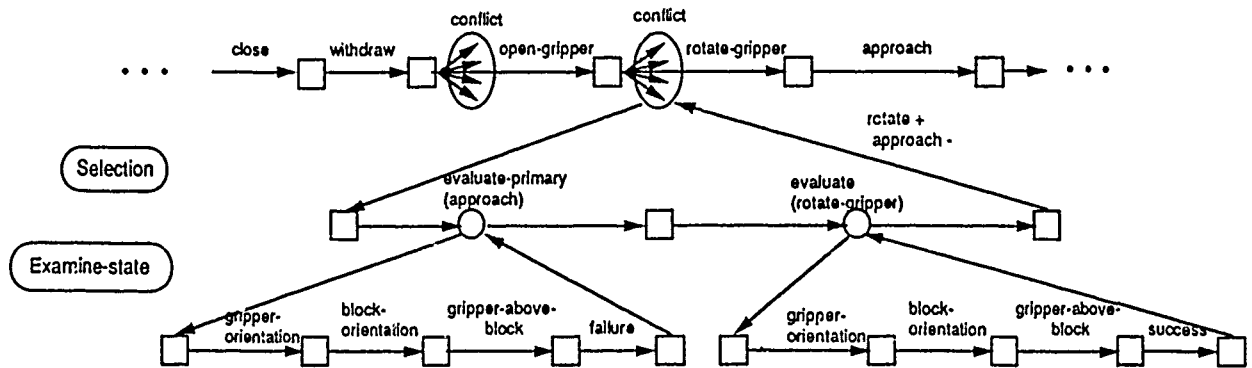 conflict
conflict
close
withdraw
open-gripper
rotate-gripper
approach
• • •
• • •
rotate +
approach -
Selection
evaluate-primary
(approach)
evaluate
(rotate-gripper)
Examine-state
gripper-
orientation
block-
orientation
gripper-above-
block
failure
gripper-
orientation
block-
orientation
gripper-above-
block
success